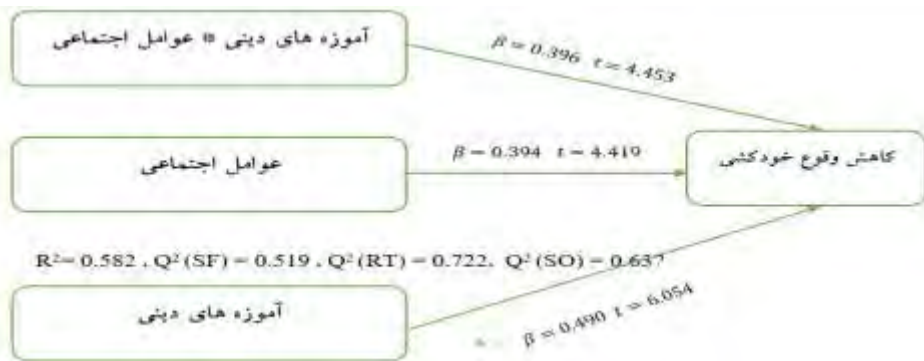 آموزه های دینی * عوامل اجتماعی
β = 0.396 t = 4.453
عوامل اجتماعی
β = 0.394 t = 4.419
کاهش وقوع خودکشی
R²= 0.582 , Q² (SF) = 0.519 , Q² (RT) = 0.722, Q² (SO) = 0.637
آموزه های دینی
β = 0.490 t = 6.054